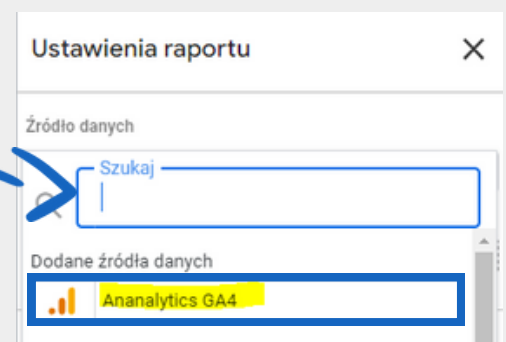 Ustawienia raportu
Źródło danych
Szukaj
Dodane źródła danych
Ananalytics GA4